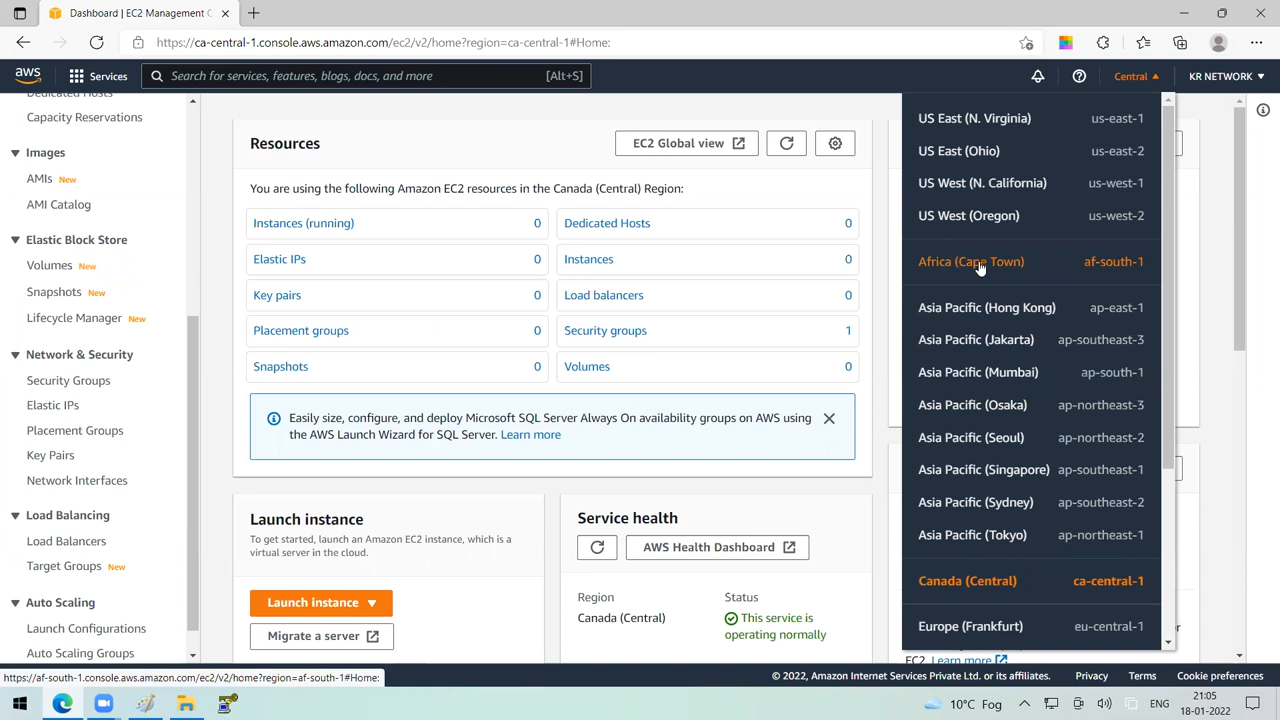 Dashboard | EC2 Management C
https://ca-central-1.console.aws.amazon.com/ec2/v2/home?region=ca-central-1#Home:
aws
Services
Search for services, features, blogs, docs, and more
[Alt+S]
Central
KR NETWORK
Dedicated Hosts
Capacity Reservations
Images
AMIs New
AMI Catalog
Elastic Block Store
Volumes New
Snapshots New
Lifecycle Manager New
Network & Security
Security Groups
Elastic IPs
Placement Groups
Key Pairs
Network Interfaces
Load Balancing
Load Balancers
Target Groups New
Auto Scaling
Launch Configurations
Auto Scaling Groups
Resources
EC2 Global view
You are using the following Amazon EC2 resources in the Canada (Central) Region:
Instances (running) 0
Dedicated Hosts 0
Elastic IPs 0
Instances 0
Key pairs 0
Load balancers 0
Placement groups 0
Security groups 1
Snapshots 0
Volumes 0
Easily size, configure, and deploy Microsoft SQL Server Always On availability groups on AWS using
the AWS Launch Wizard for SQL Server. Learn more
Launch instance
To get started, launch an Amazon EC2 instance, which is a
virtual server in the cloud.
Launch instance
Migrate a server
Service health
AWS Health Dashboard
Region
Canada (Central)
Status
This service is
operating normally
US East (N. Virginia) us-east-1
US East (Ohio) us-east-2
US West (N. California) us-west-1
US West (Oregon) us-west-2
Africa (Cape Town) af-south-1
Asia Pacific (Hong Kong) ap-east-1
Asia Pacific (Jakarta) ap-southeast-3
Asia Pacific (Mumbai) ap-south-1
Asia Pacific (Osaka) ap-northeast-3
Asia Pacific (Seoul) ap-northeast-2
Asia Pacific (Singapore) ap-southeast-1
Asia Pacific (Sydney) ap-southeast-2
Asia Pacific (Tokyo) ap-northeast-1
Canada (Central) ca-central-1
Europe (Frankfurt) eu-central-1
EC2. Learn more
https://af-south-1.console.aws.amazon.com/ec2/v2/home?region=af-south-1#Home:
© 2022, Amazon Internet Services Private Ltd. or its affiliates.
Privacy
Terms
Cookie preferences
10°C Fog
ENG
21:05
18-01-2022